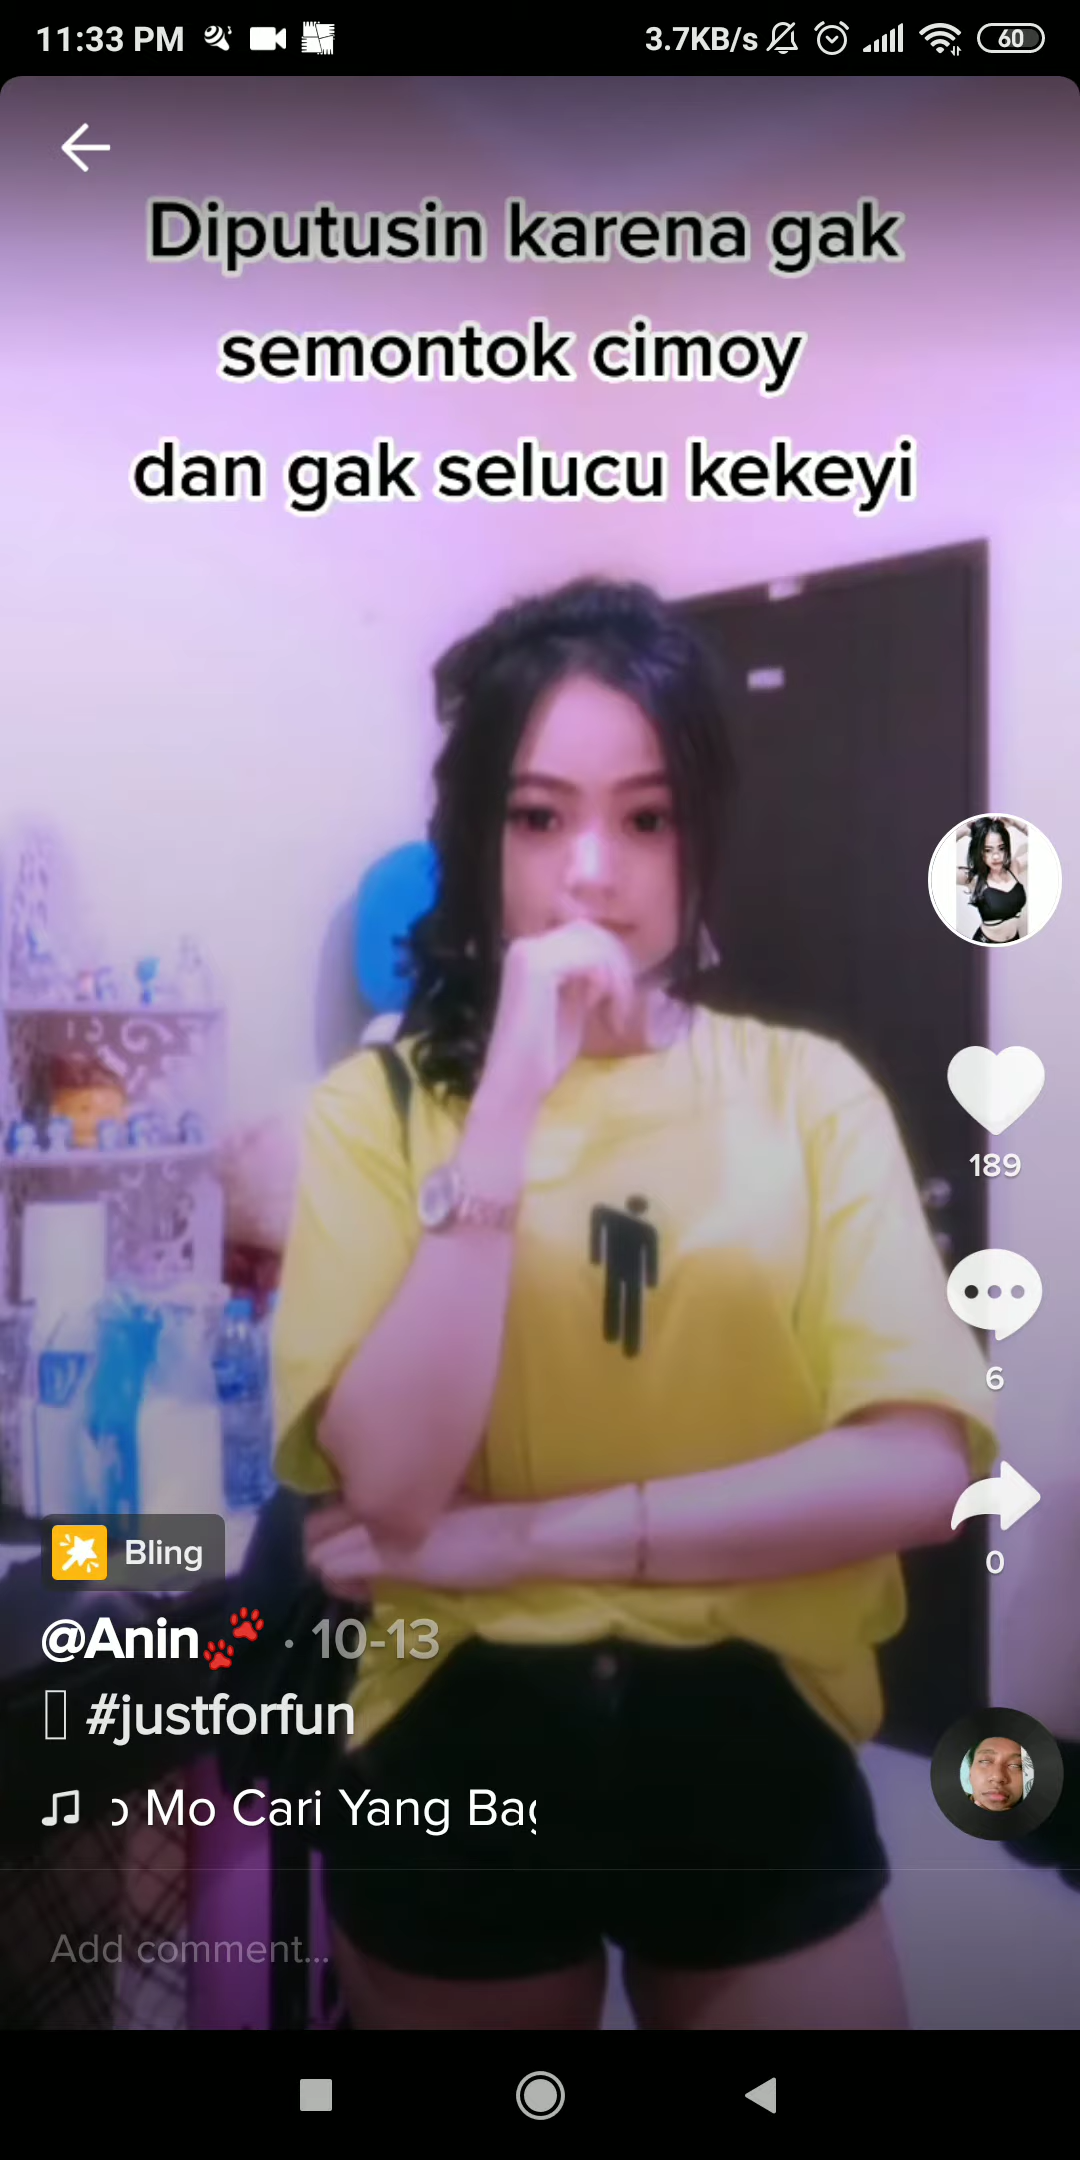 11:33 PM 3.7KB/s 60
Diputusin karena gak
semontok cimoy
dan gak selucu kekeyi
189
6
0
Bling
@Anin · 10-13
#justforfun
Mo Cari Yang
Add comment...